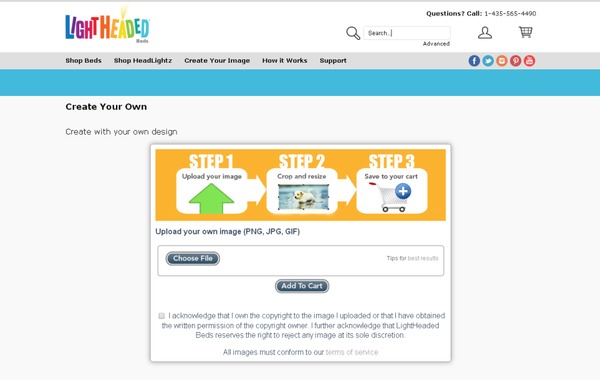 Questions? Call: 1-435-565-4490
LIGHTHEADED
Beds
Search...
Advanced
Shop Beds Shop HeadLightz Create Your Image How it Works Support
Create Your Own
Create with your own design
STEP 1 STEP 2 STEP 3
Upload your image Crop and resize Save to your cart
Upload your own image (PNG, JPG, GIF)
Choose File Tips for best results
Add To Cart
I acknowledge that I own the copyright to the image I uploaded or that I have obtained
the written permission of the copyright owner. I further acknowledge that LightHeaded
Beds reserves the right to reject any image at its sole discretion.
All images must conform to our terms of service